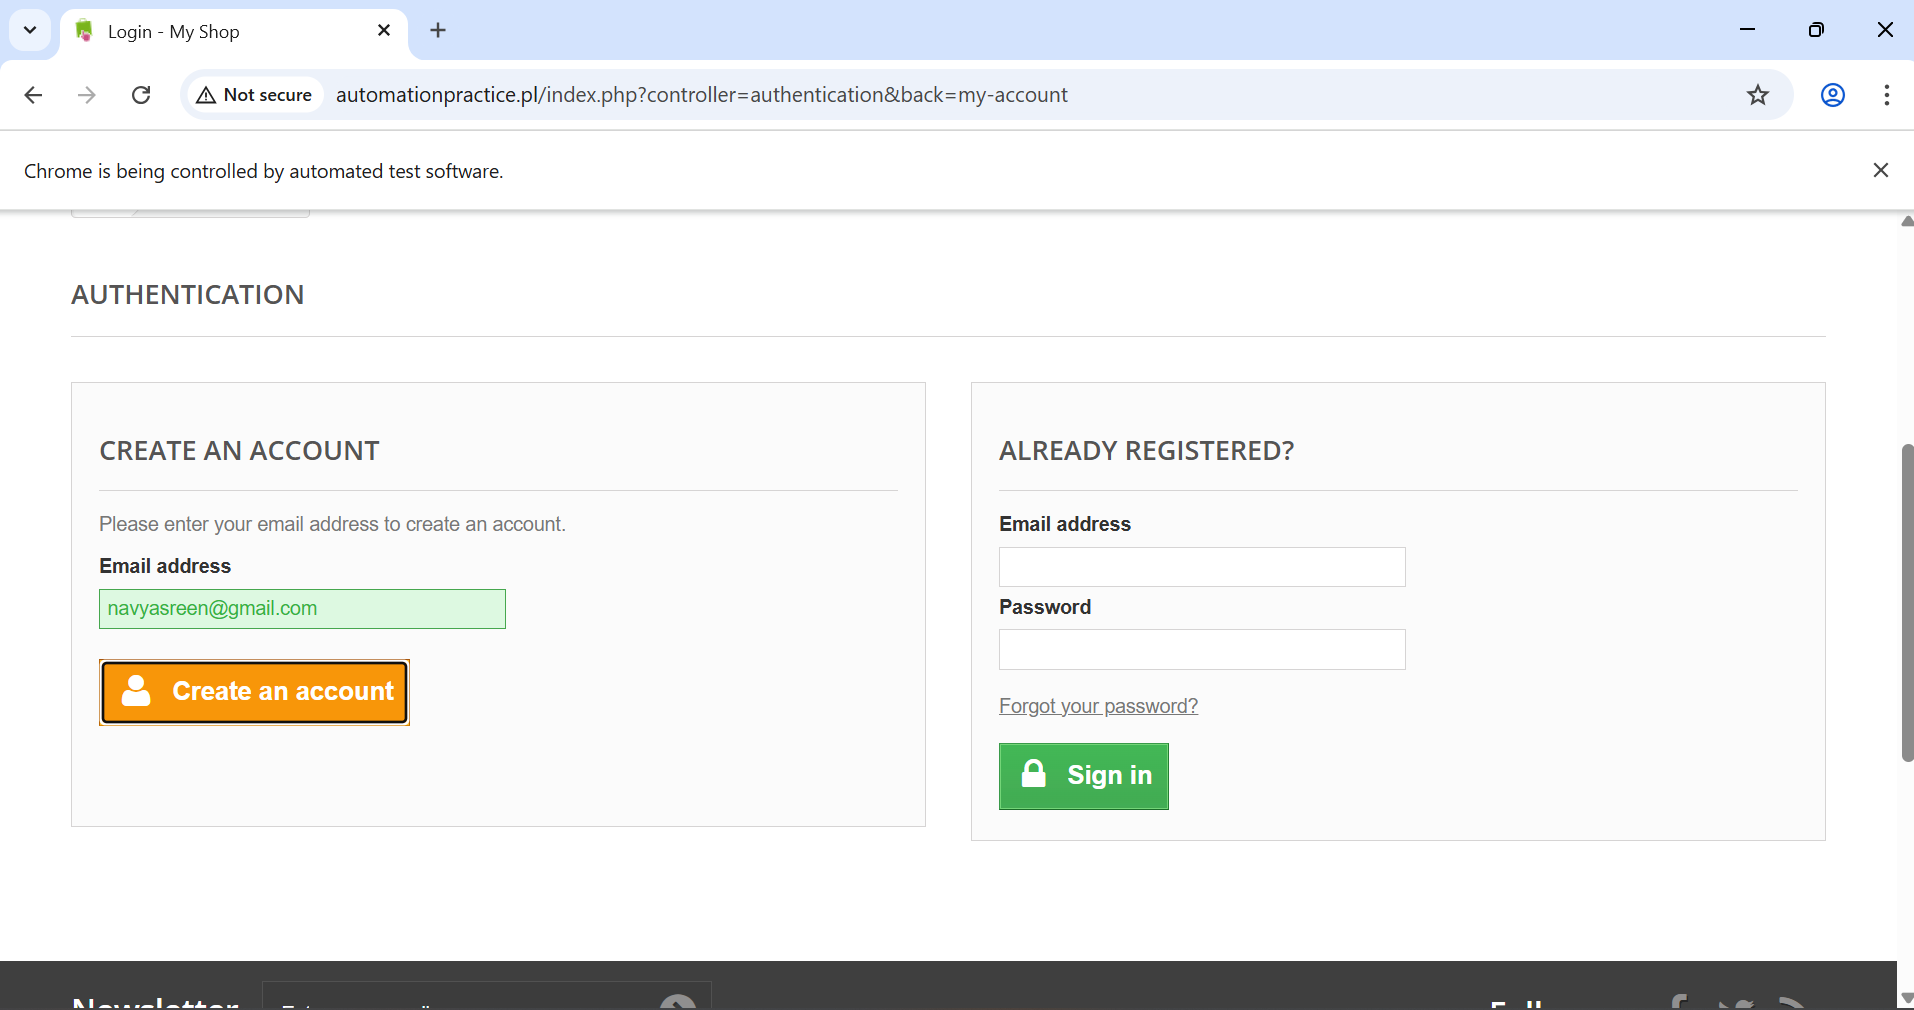 Login - My Shop
Not secure
automationpractice.pl/index.php?controller=authentication&back=my-account
Chrome is being controlled by automated test software.
AUTHENTICATION
CREATE AN ACCOUNT
Please enter your email address to create an account.
Email address
navyasreen@gmail.com
Create an account
ALREADY REGISTERED?
Email address
Password
Forgot your password?
Sign in
Newsletter